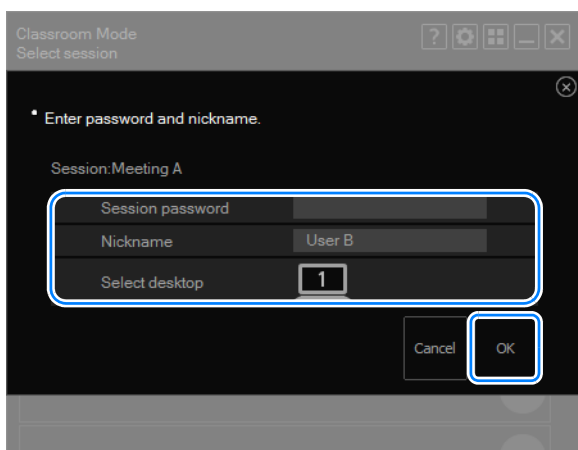 Classroom Mode
Select session
Enter password and nickname.
Session:Meeting A
Session password
Nickname User B
Select desktop 1
Cancel OK